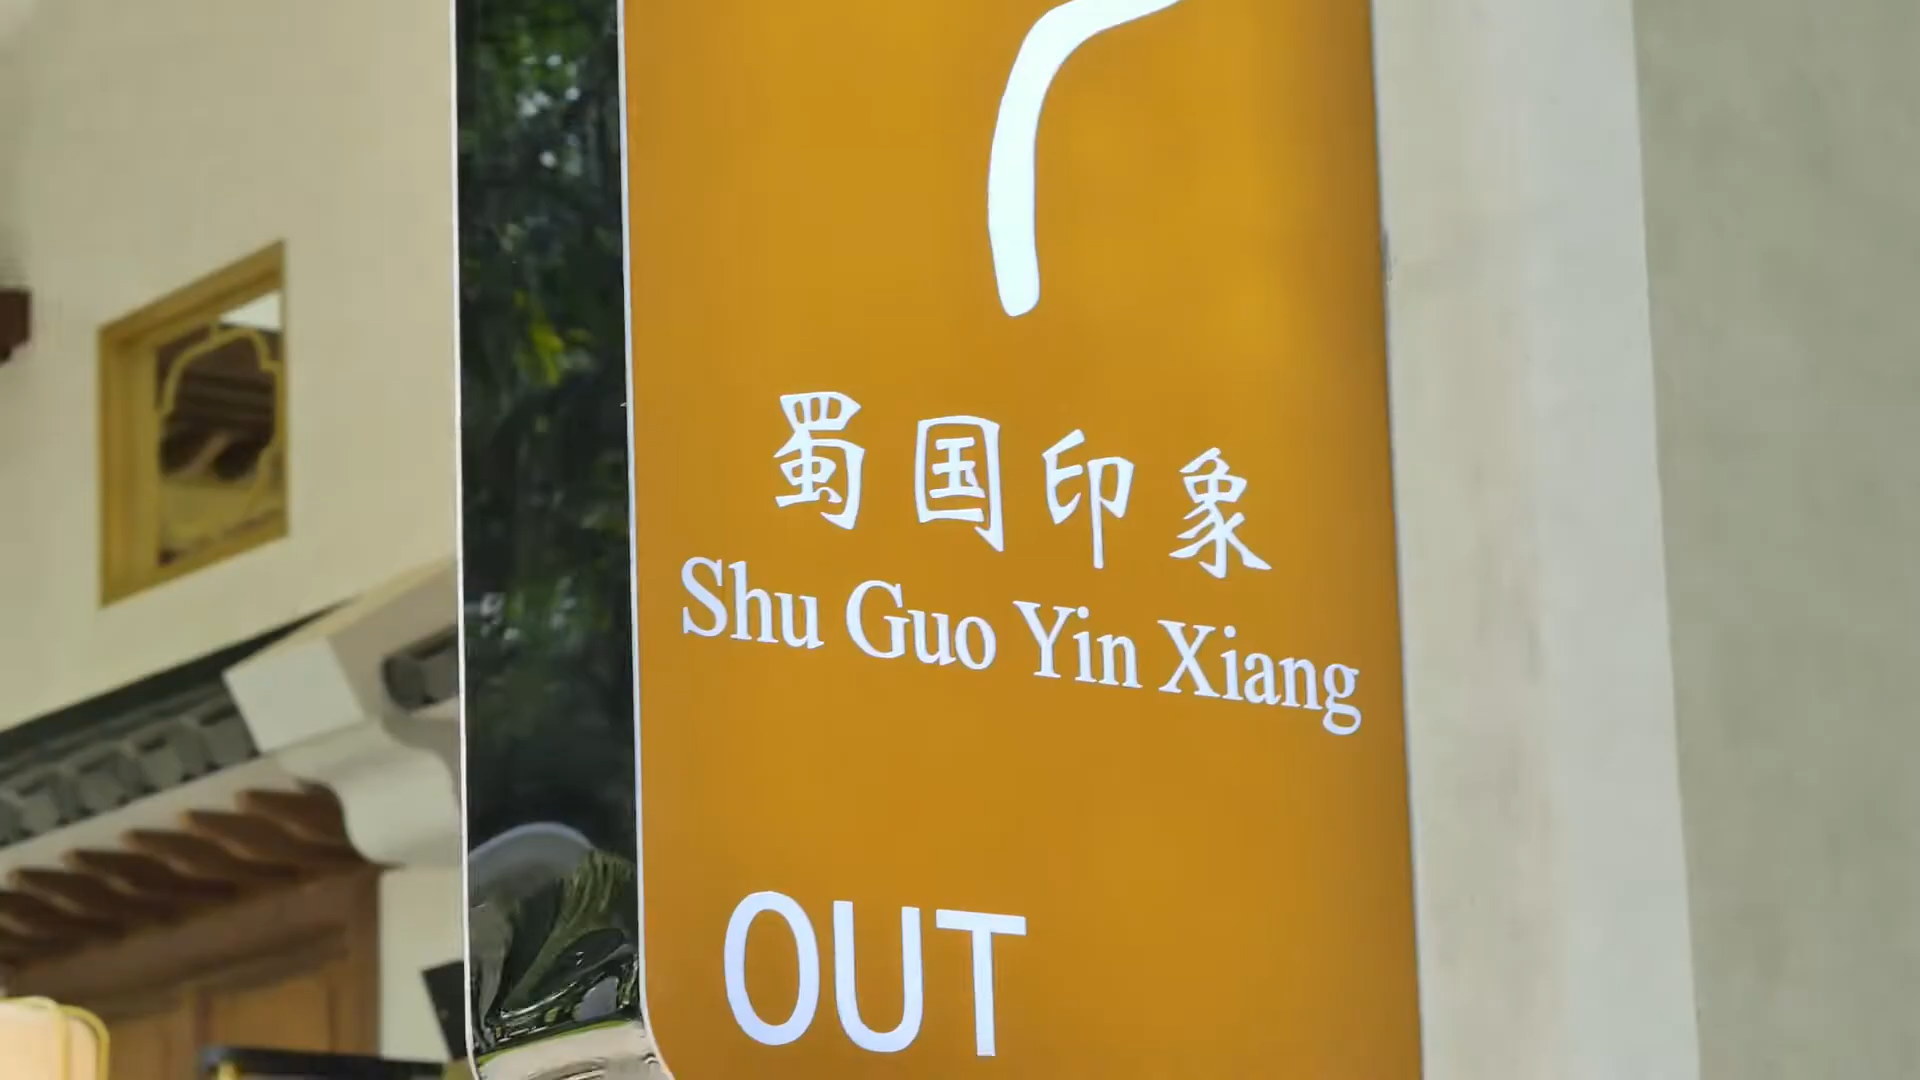 蜀国印象
Shu Guo Yin Xiang
OUT